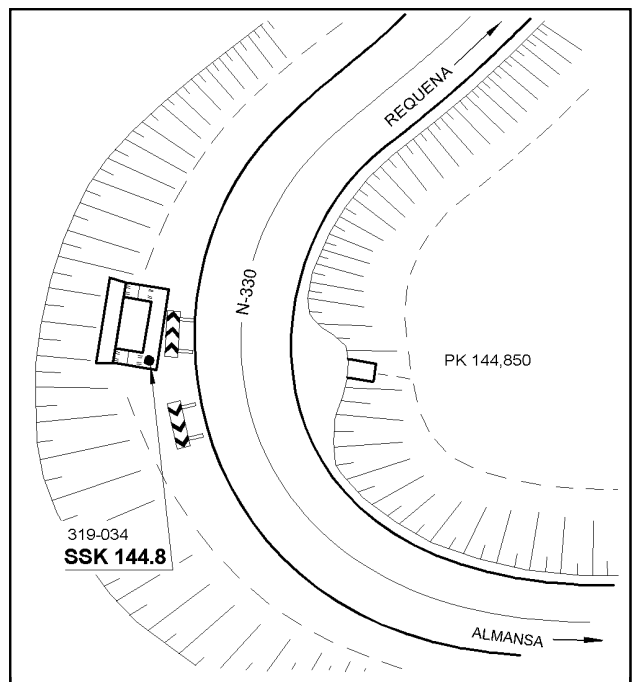 REQUENA
N-330
PK 144,850
319-034
SSK 144.8
ALMANSA